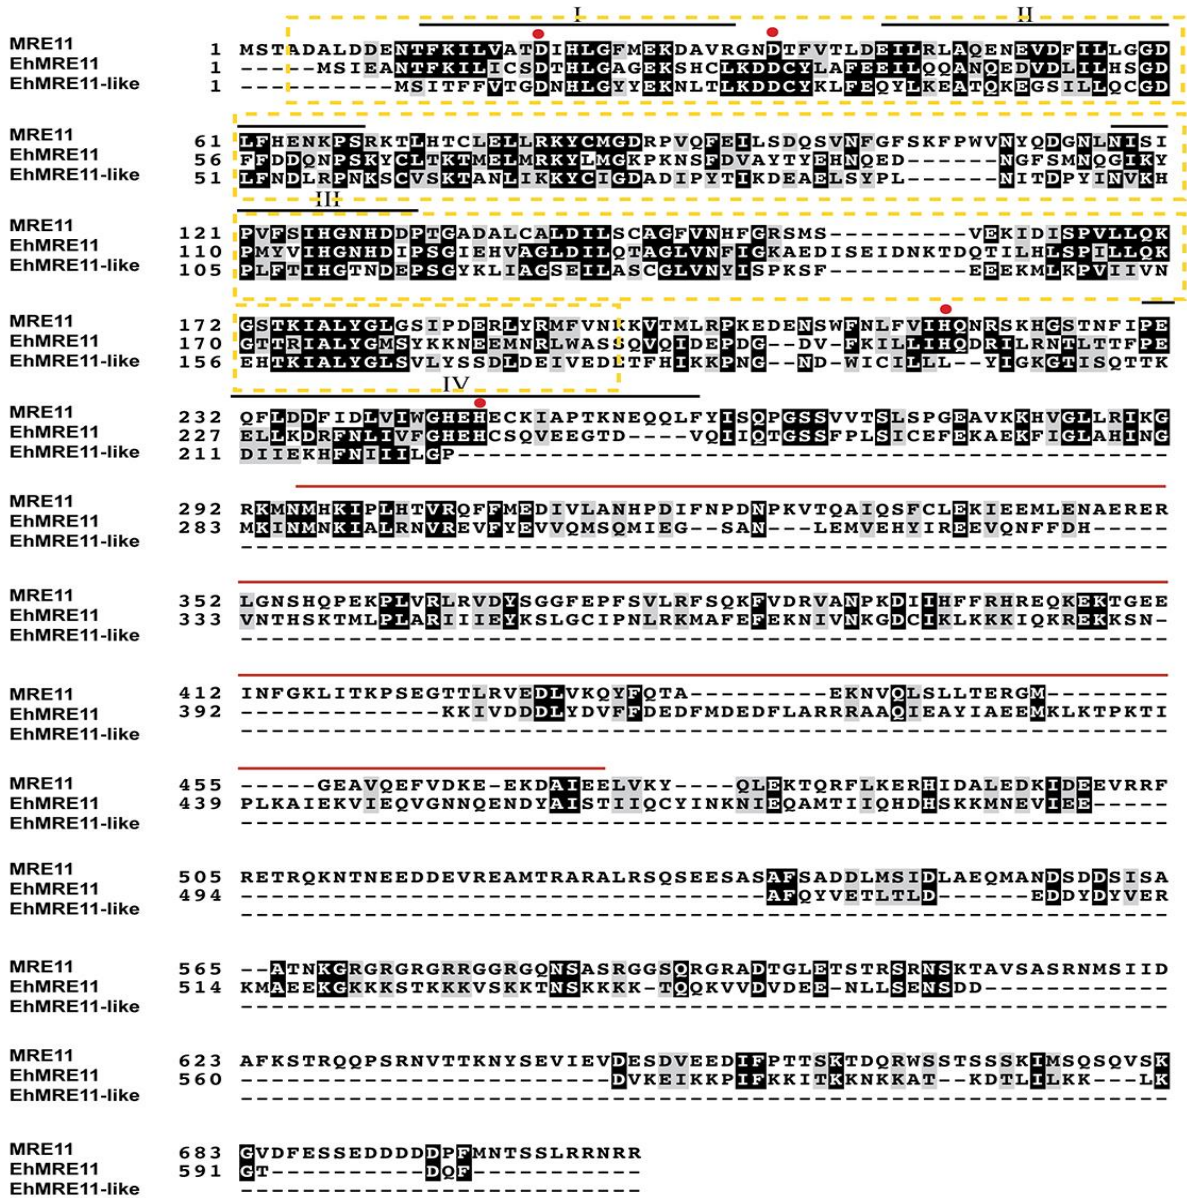 I II
MRE11 1 MSTADALDDENTFKILVATDIHLGFMEKDAVRGNDTFVTLDEILRLAQENEVDFILLGGD
EhMRE11 1 -----MSIEANTFKILICSDTHLGAGEKSHCLKDDCYLAFEEILQQANQEDVDLILHSGD
EhMRE11-like 1 ----------MSITFFVTGDNHLGYYEKNLTLKDDCYKLFEQYLKEATQKEGSILLQCGD
MRE11 61 LFHENKPSRKTLHTCLELLRKYCMGDRPVQFEILSDQSVNFGFSKFPWVNYQDGNLNISI
EhMRE11 56 FFDDQNPSKYCLTKTMELMRKYLMGKPKNSFDVAYTYEHNQED------NGFSMNQGIKY
EhMRE11-like 51 LFNDLRPNKSCVSKTANLIKKYCIGDADIPYTIKDEAELSYPL------NITDPYINVKH
III
MRE11 121 PVFSIHGNHDDPTGADALCALDILSCAGFVNHFGRSMS---------VEKIDISPVLLQK
EhMRE11 110 PMYVIHGNHDIPSGIEHVAGLDILQTAGLVNFIGKAEDISEIDNKTDQTILHLSPILLQK
EhMRE11-like 105 PLFTIHGTNDEPSGYKLIAGSEILASCGLVNYISPKSF---------EEEKMLKPVIIVN
MRE11 172 GSTKIALYGLGSIPDERLYRMFVNKKVTMLRPKEDENSWFNLFVIHQNRSKHGSTNFIPE
EhMRE11 170 GTTRIALYGMSYKKNEEMNRLWASSQVQIDEPDG--DV-FKILLIHQDRILRNTLTTFPE
EhMRE11-like 156 EHTKIALYGLSVLYSSDLDEIVEDETFHIKKPNG--ND-WICILLL--YIGKGTISQTTK
IV
MRE11 232 QFLDDFIDLVIWGHEHECKIAPTKNEQQLFYISQPGSSVVTSLSPGEAVKKHVGLLRIKG
EhMRE11 227 ELLKDRFNLIVFGHEHCSQVEEGTD----VQIIQTGSSFPLSICEFEKAEKFIGLAHING
EhMRE11-like 211 DIIEKHFNIIILGP----------------------------------------------
MRE11 292 RKMNMHKIPLHTVRQFFMEDIVLANHPDIFNPDNPKVTQAIQSFCLEKIEEMLENAERER
EhMRE11 283 MKINMNKIALRNVREVFYEVVQMSQMIEG--SAN---LEMVEHYIREEVQNFFDH-----
EhMRE11-like ------------------------------------------------------------
MRE11 352 LGNSHQPEKPLVRLRVDYSGGFEPFSVLRFSQKFVDRVANPKDIIHFFRHREQKEKTGEE
EhMRE11 333 VNTHSKTMLPLARIIIEYKSLGCIPNLRKMAFEFEKNIVNKGDCIKLKKKIQKREKKSN-
EhMRE11-like ------------------------------------------------------------
MRE11 412 INFGKLITKPSEGTTLRVEDLVKQYFQTA---------EKNVQLSLLTERGM--------
EhMRE11 392 -------------KKIVDDDLYDVFFDEDFMDEDFLARRRAAQIEAYIAEEMKLKTPKTI
EhMRE11-like ------------------------------------------------------------
MRE11 455 -----GEAVQEFVDKE-EKDAIEELVKY----QLEKTQRFLKERHIDALEDKIDEEVRRF
EhMRE11 439 PLKAIEKVIEQVGNNQENDYAISTIIQCYINKNIEQAMTIIQHDHSKKMNEVIEE-----
EhMRE11-like ------------------------------------------------------------
MRE11 505 RETRQKNTNEEDDEVREAMTRARALRSQSEESASAFSADDLMSIDLAEQMANDSDDSISA
EhMRE11 494 ----------------------------------AFQYVETLTLD------EDDYDYVER
EhMRE11-like ------------------------------------------------------------
MRE11 565 --ATNKGRGRGRGRRGGRGQNSASRGGSQRGRADTGLETSTRSRNSKTAVSASRNMSIID
EhMRE11 514 KMAEEKGKKKSTKKKVSKKTNSKKKK-TQQKVVDVDEE-NLLSENSDD------------
EhMRE11-like ------------------------------------------------------------
MRE11 623 AFKSTRQQPSRNVTTKNYSEVIEVDESDVEEDIFPTTSKTDQRWSSTSSSKIMSQSQVSK
EhMRE11 560 ------------------------DVKEIKKPIFKKITKKNKKAT--KDTLILKK---LK
EhMRE11-like ------------------------------------------------------------
MRE11 683 GVDFESSEDDDDDPFMNTSSLRRNRR
EhMRE11 591 GT----------DQF-----------
EhMRE11-like --------------------------